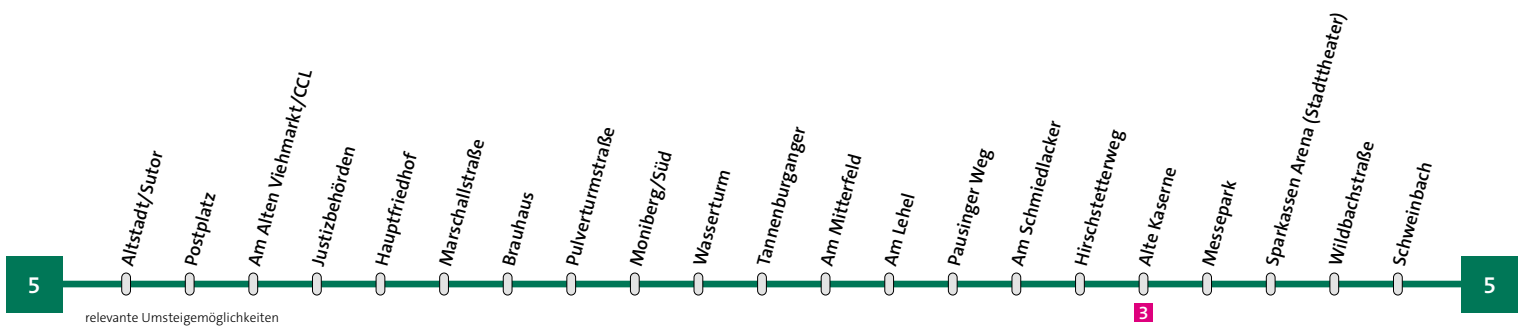 5
Altstadt/Sutor
Postplatz
Am Alten Viehmarkt/CCL
Justizbehörden
Hauptfriedhof
Marschallstraße
Brauhaus
Pulverturmstraße
Moniberg/Süd
Wasserturm
Tannenburganger
Am Mitterfeld
Am Lehel
Pausinger Weg
Am Schmiedlacker
Hirschstetterweg
Alte Kaserne
Messepark
Sparkassen Arena (Stadttheater)
Wildbachstraße
Schweinbach
5
relevante Umsteigemöglichkeiten
3